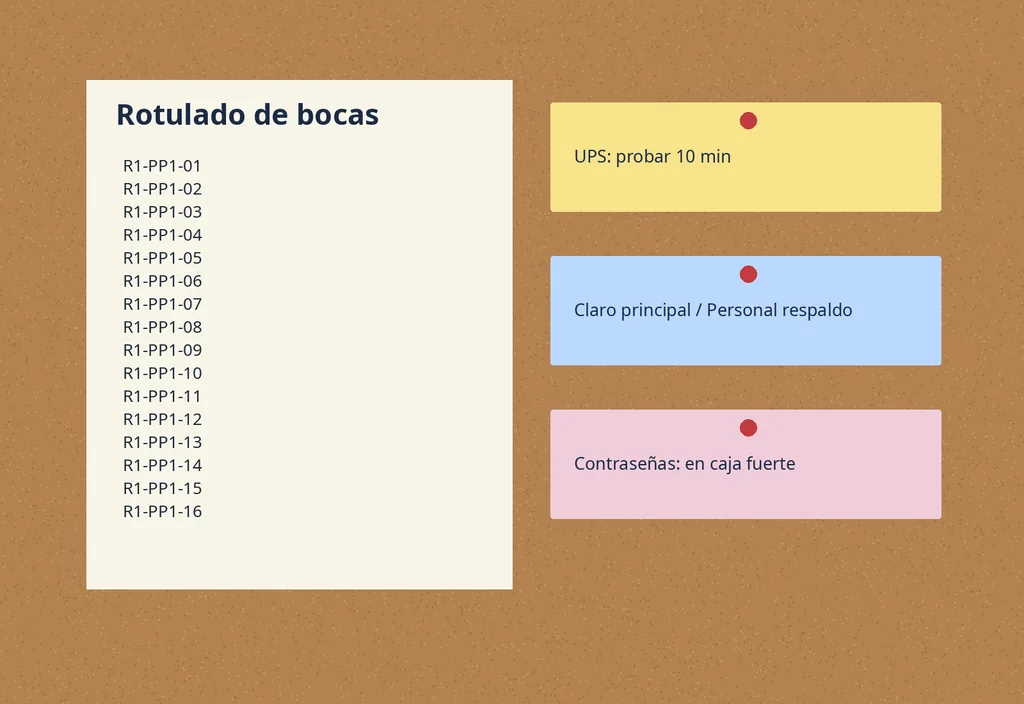 Rotulado de bocas
R1-PP1-01
R1-PP1-02
R1-PP1-03
R1-PP1-04
R1-PP1-05
R1-PP1-06
R1-PP1-07
R1-PP1-08
R1-PP1-09
R1-PP1-10
R1-PP1-11
R1-PP1-12
R1-PP1-13
R1-PP1-14
R1-PP1-15
R1-PP1-16
UPS: probar 10 min
Claro principal / Personal respaldo
Contraseñas: en caja fuerte